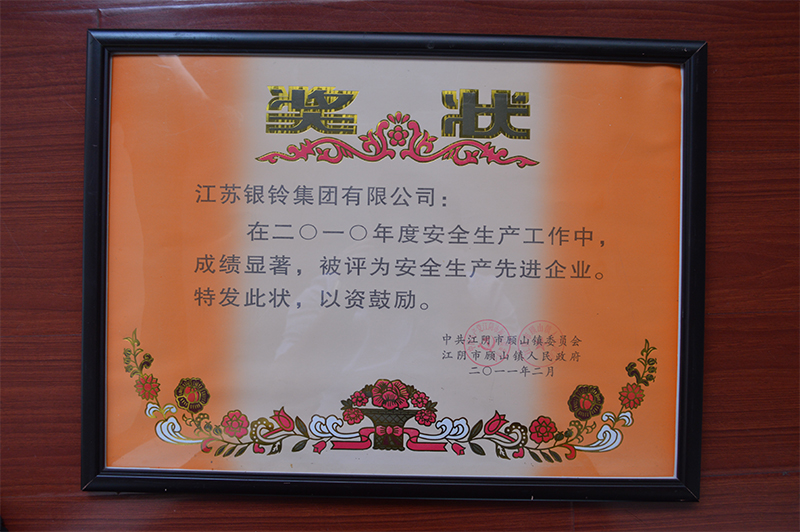 奖 状
江苏银铃集团有限公司：
在二〇一〇年度安全生产工作中，
成绩显著，被评为安全生产先进企业。
特发此状，以资鼓励。
中共江阴市顾山镇委员会
江阴市顾山镇人民政府
二〇一一年二月